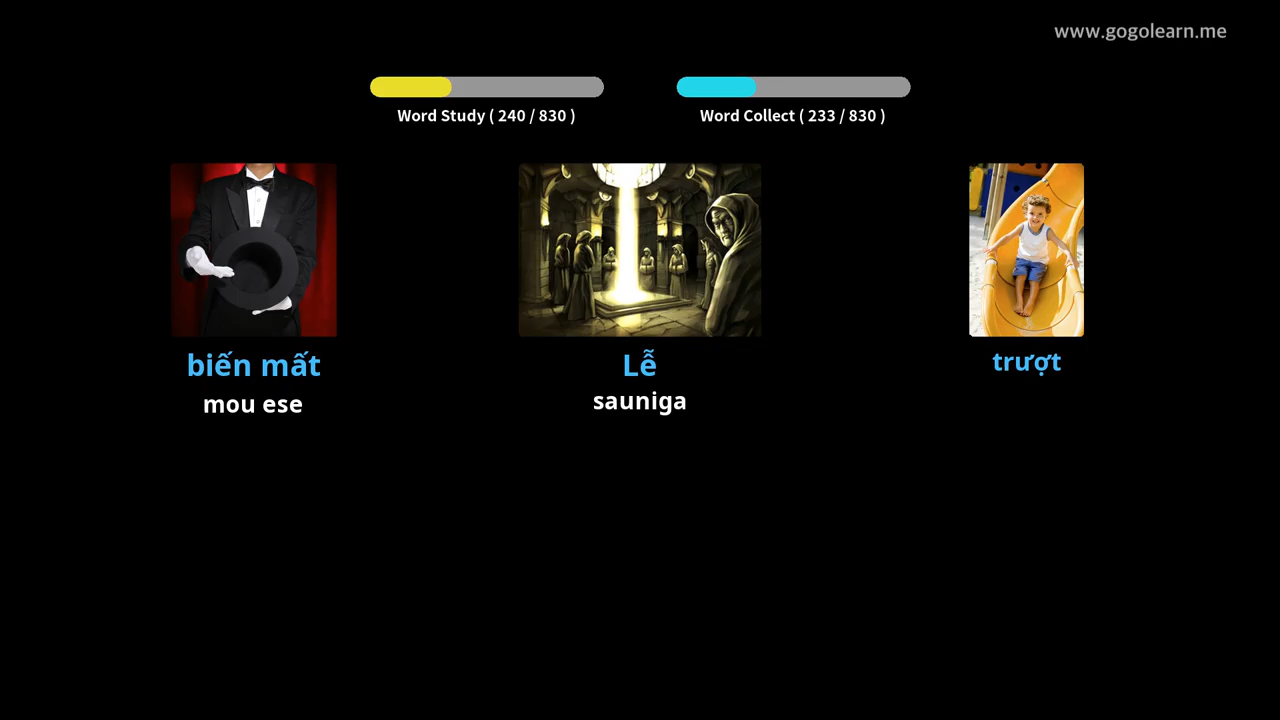 www.gogolearn.me
Word Study ( 240 / 830 )
Word Collect ( 233 / 830 )
biến mất
mou ese
Lễ
sauniga
trượt